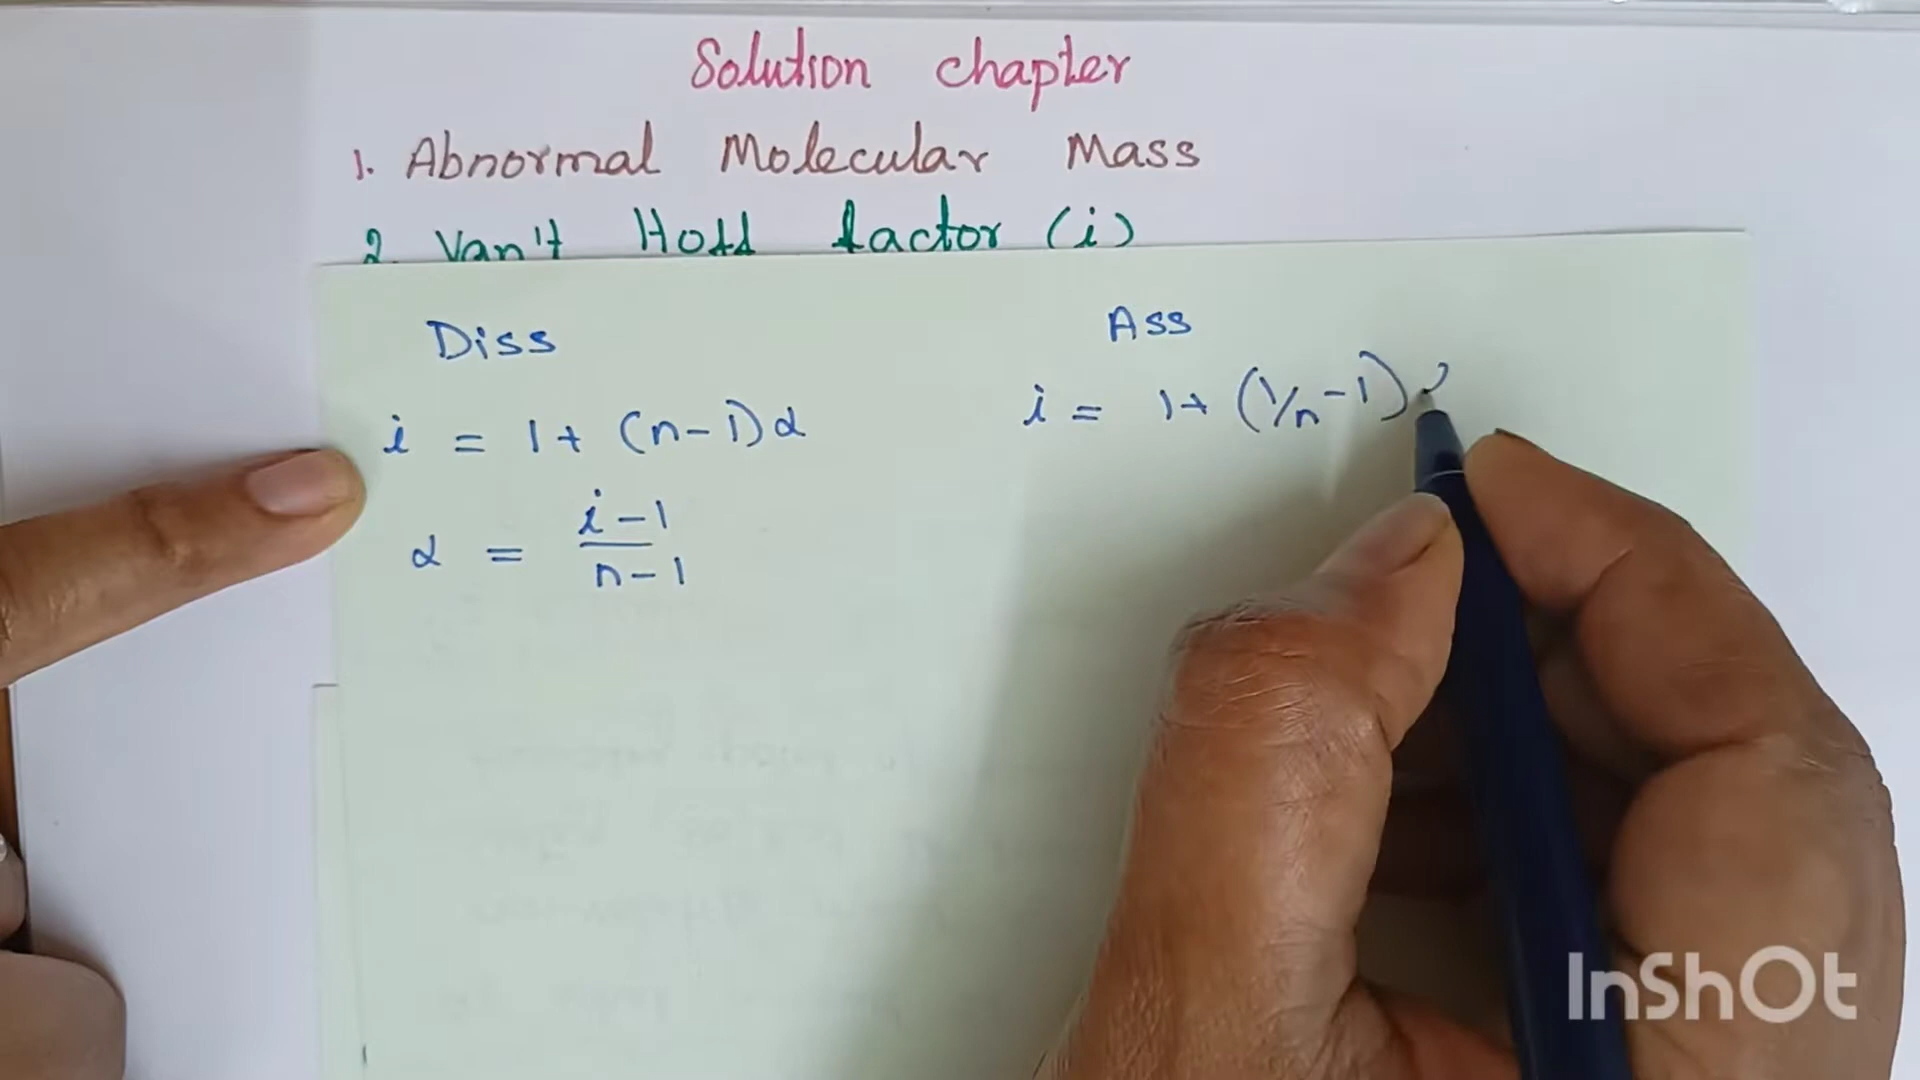 Solution chapter
1. Abnormal Molecular Mass
2. Van't Hoff factor (i)
Diss
i = 1 + (n-1)α
α = i-1/n-1
Ass
i = 1+ (1/n -1)
InShOt